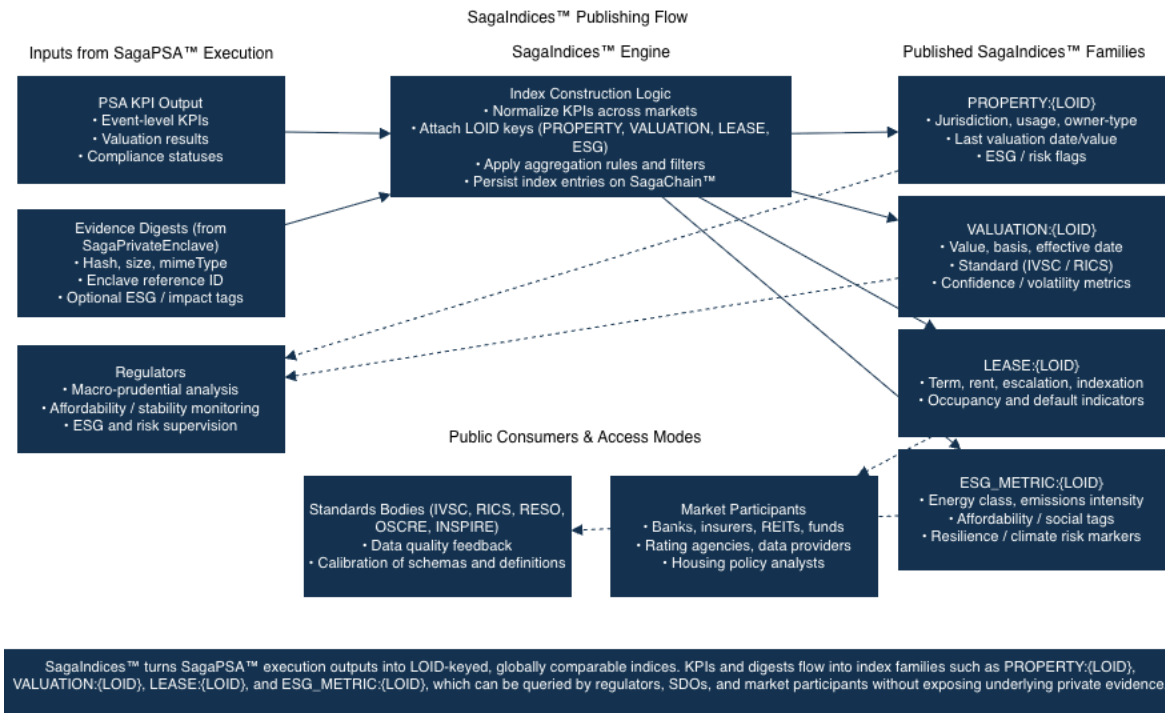 SagaIndices™ Publishing Flow
Inputs from SagaPSA™ Execution
SagaIndices™ Engine
Published SagaIndices™ Families
PSA KPI Output
• Event-level KPIs
• Valuation results
• Compliance statuses
Index Construction Logic
• Normalize KPIs across markets
• Attach LOID keys (PROPERTY, VALUATION, LEASE,
ESG)
• Apply aggregation rules and filters
• Persist index entries on SagaChain™
PROPERTY:{LOID}
• Jurisdiction, usage, owner-type
• Last valuation date/value
• ESG / risk flags
Evidence Digests (from
SagaPrivateEnclave)
• Hash, size, mimeType
• Enclave reference ID
• Optional ESG / impact tags
VALUATION:{LOID}
• Value, basis, effective date
• Standard (IVSC / RICS)
• Confidence / volatility metrics
Regulators
• Macro-prudential analysis
• Affordability / stability monitoring
• ESG and risk supervision
LEASE:{LOID}
• Term, rent, escalation, indexation
• Occupancy and default indicators
Public Consumers & Access Modes
Standards Bodies (IVSC, RICS, RESO,
OSCRE, INSPIRE)
• Data quality feedback
• Calibration of schemas and definitions
Market Participants
• Banks, insurers, REITs, funds
• Rating agencies, data providers
• Housing policy analysts
ESG_METRIC:{LOID}
• Energy class, emissions intensity
• Affordability / social tags
• Resilience / climate risk markers
SagaIndices™ turns SagaPSA™ execution outputs into LOID-keyed, globally comparable indices. KPIs and digests flow into index families such as PROPERTY:{LOID},
VALUATION:{LOID}, LEASE:{LOID}, and ESG_METRIC:{LOID}, which can be queried by regulators, SDOs, and market participants without exposing underlying private evidence